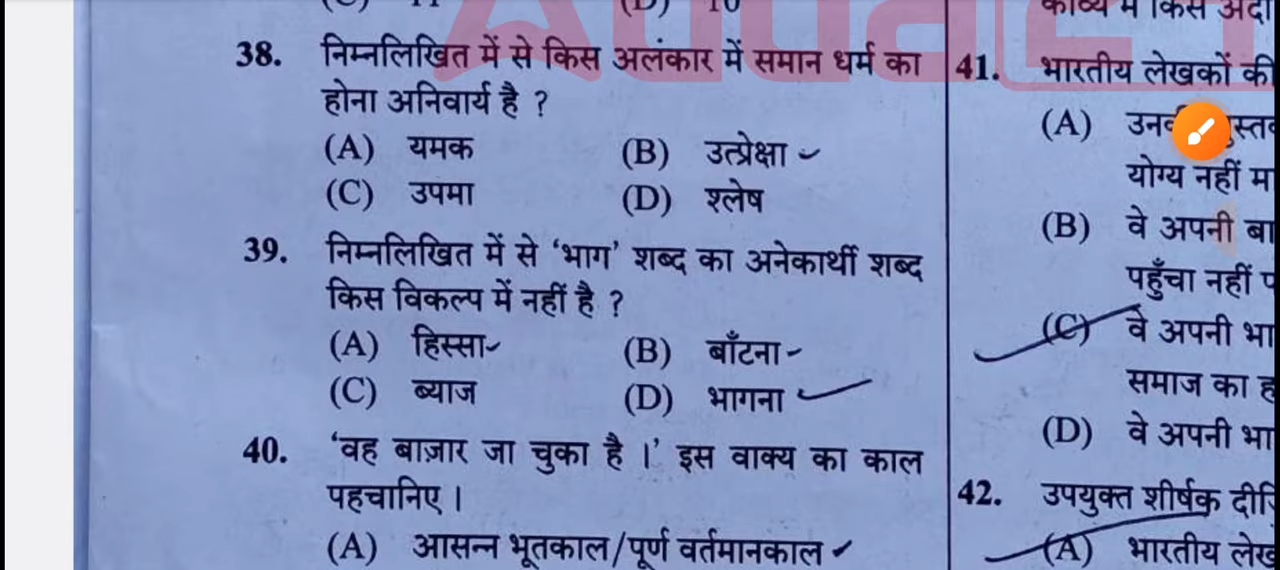 38. निम्नलिखित में से किस अलंकार में समान धर्म का
होना अनिवार्य है ?
(A) यमक (B) उत्प्रेक्षा
(C) उपमा (D) श्लेष
39. निम्नलिखित में से ‘भाग’ शब्द का अनेकार्थी शब्द
किस विकल्प में नहीं है ?
(A) हिस्सा (B) बाँटना
(C) ब्याज (D) भागना
40. ‘वह बाज़ार जा चुका है ।’ इस वाक्य का काल
पहचानिए ।
(A) आसन्न भूतकाल/पूर्ण वर्तमानकाल
41. भारतीय लेखकों की
(A)
योग्य नहीं
(B) वे अपनी
पहुँचा नहीं
(C) वे अपनी
समाज का
(D) वे अपनी
42. उपयुक्त शीर्षक
(A) भारतीय